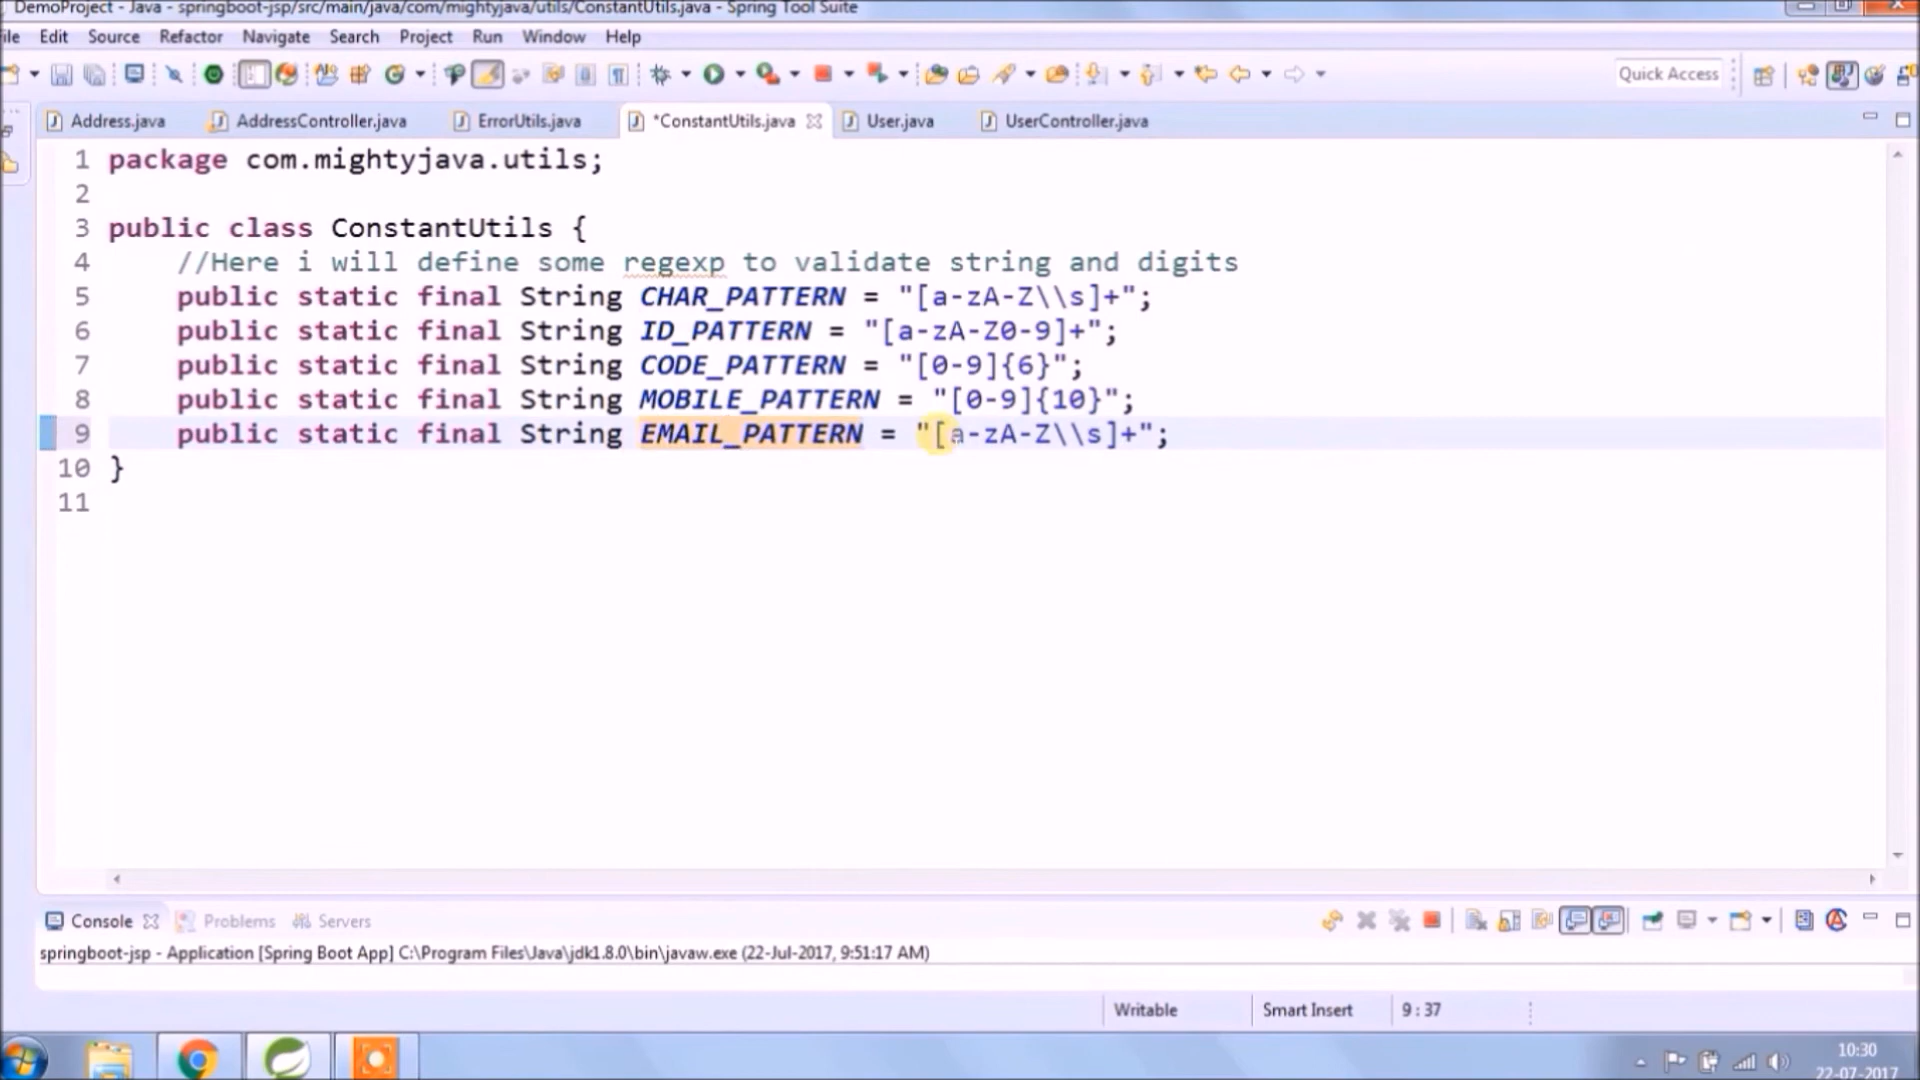 DemoProject - Java - springboot-jsp/src/main/java/com/mightyjava/utils/ConstantUtils.java - Spring Tool Suite
ile Edit Source Refactor Navigate Search Project Run Window Help
Quick Access
Address.java AddressController.java ErrorUtils.java *ConstantUtils.java User.java UserController.java
1 package com.mightyjava.utils;
2
3 public class ConstantUtils {
4 //Here i will define some regexp to validate string and digits
5 public static final String CHAR_PATTERN = "[a-zA-Z\\s]+";
6 public static final String ID_PATTERN = "[a-zA-Z0-9]+";
7 public static final String CODE_PATTERN = "[0-9]{6}";
8 public static final String MOBILE_PATTERN = "[0-9]{10}";
9 public static final String EMAIL_PATTERN = "[a-zA-Z\\s]+";
10 }
11
Console Problems Servers
springboot-jsp - Application [Spring Boot App] C:\Program Files\Java\jdk1.8.0\bin\javaw.exe (22-Jul-2017, 9:51:17 AM)
Writable Smart Insert 9 : 37
10:30
22-07-2017